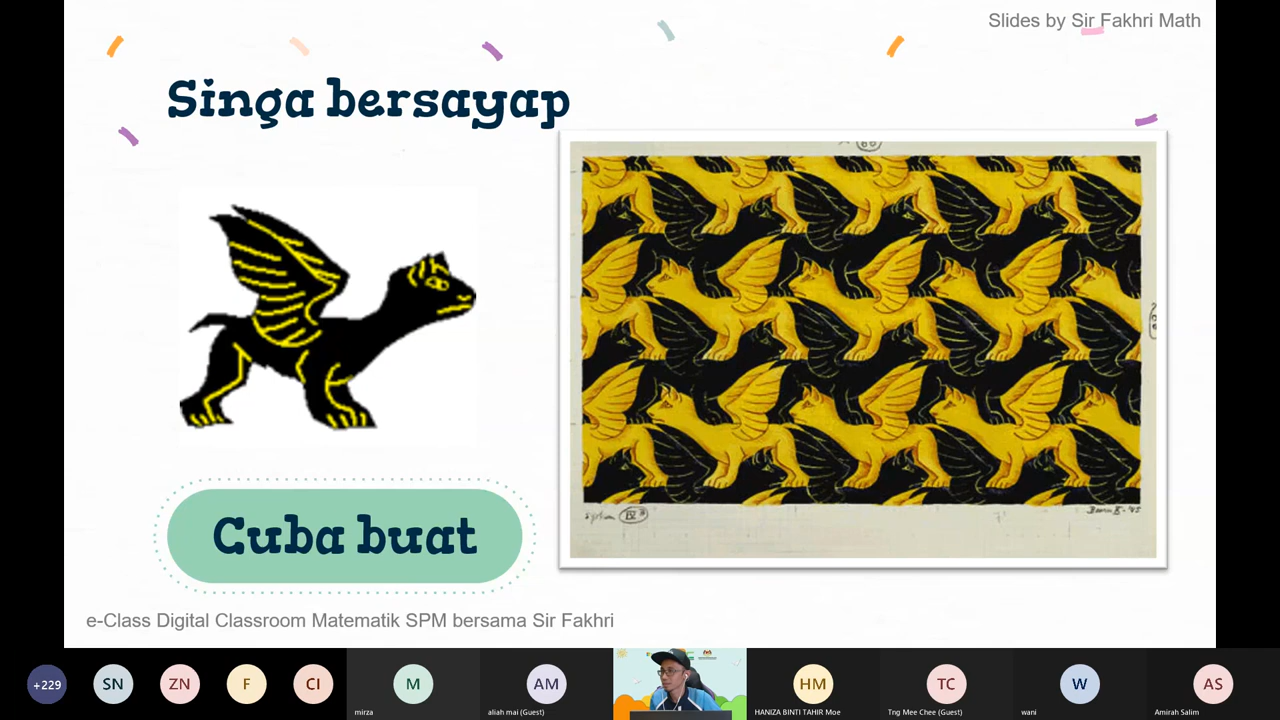 Slides by Sir Fakhri Math
Singa bersayap
Cuba buat
e-Class Digital Classroom Matematik SPM bersama Sir Fakhri
+229
SN
ZN
F
CI
M
AM
HM
TC
W
AS
mirza
aliah mai (Guest)
HANIZA BINTI TAHIR Moe
Tng Mee Chee (Guest)
wani
Amirah Salim